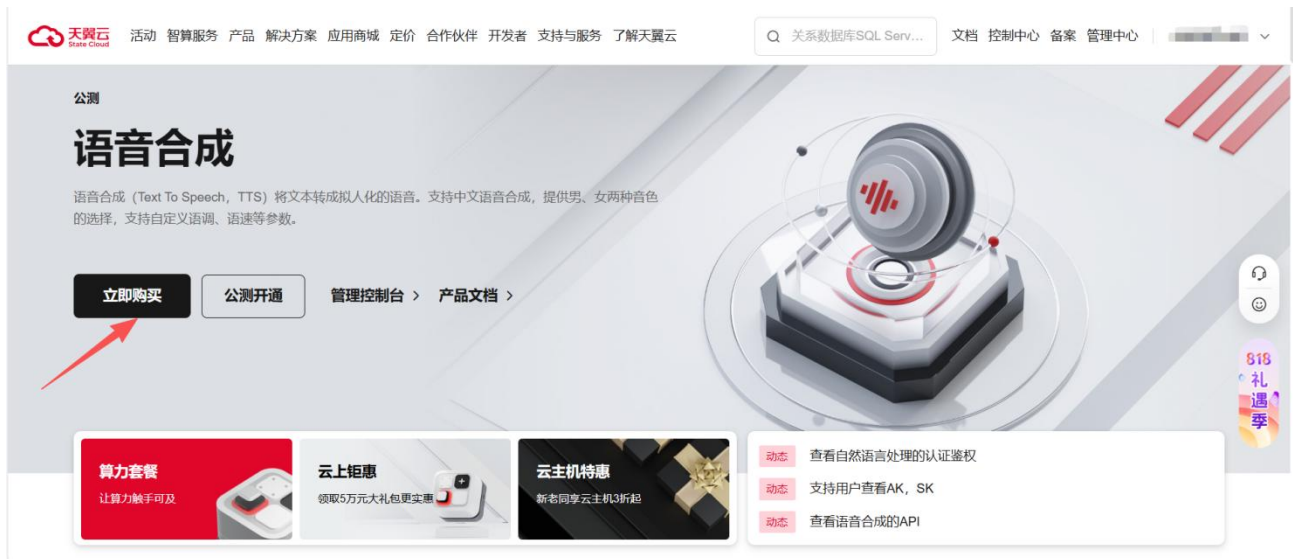 天翼云 活动 智算服务 产品 解决方案 应用商城 定价 合作伙伴 开发者 支持与服务 了解天翼云 关系数据库SQL Serv... 文档 控制中心 备案 管理中心
State Cloud
公测
语音合成
语音合成（Text To Speech，TTS）将文本转成拟人化的语音。支持中文语音合成，提供男、女两种音色
的选择，支持自定义语调、语速等参数。
立即购买 公测开通 管理控制台 > 产品文档 >
818
礼
遇
季
算力套餐
让算力触手可及
云上钜惠
领取5万元大礼包更实惠
云主机特惠
新老同享云主机3折起
动态 查看自然语言处理的认证鉴权
动态 支持用户查看AK，SK
动态 查看语音合成的API